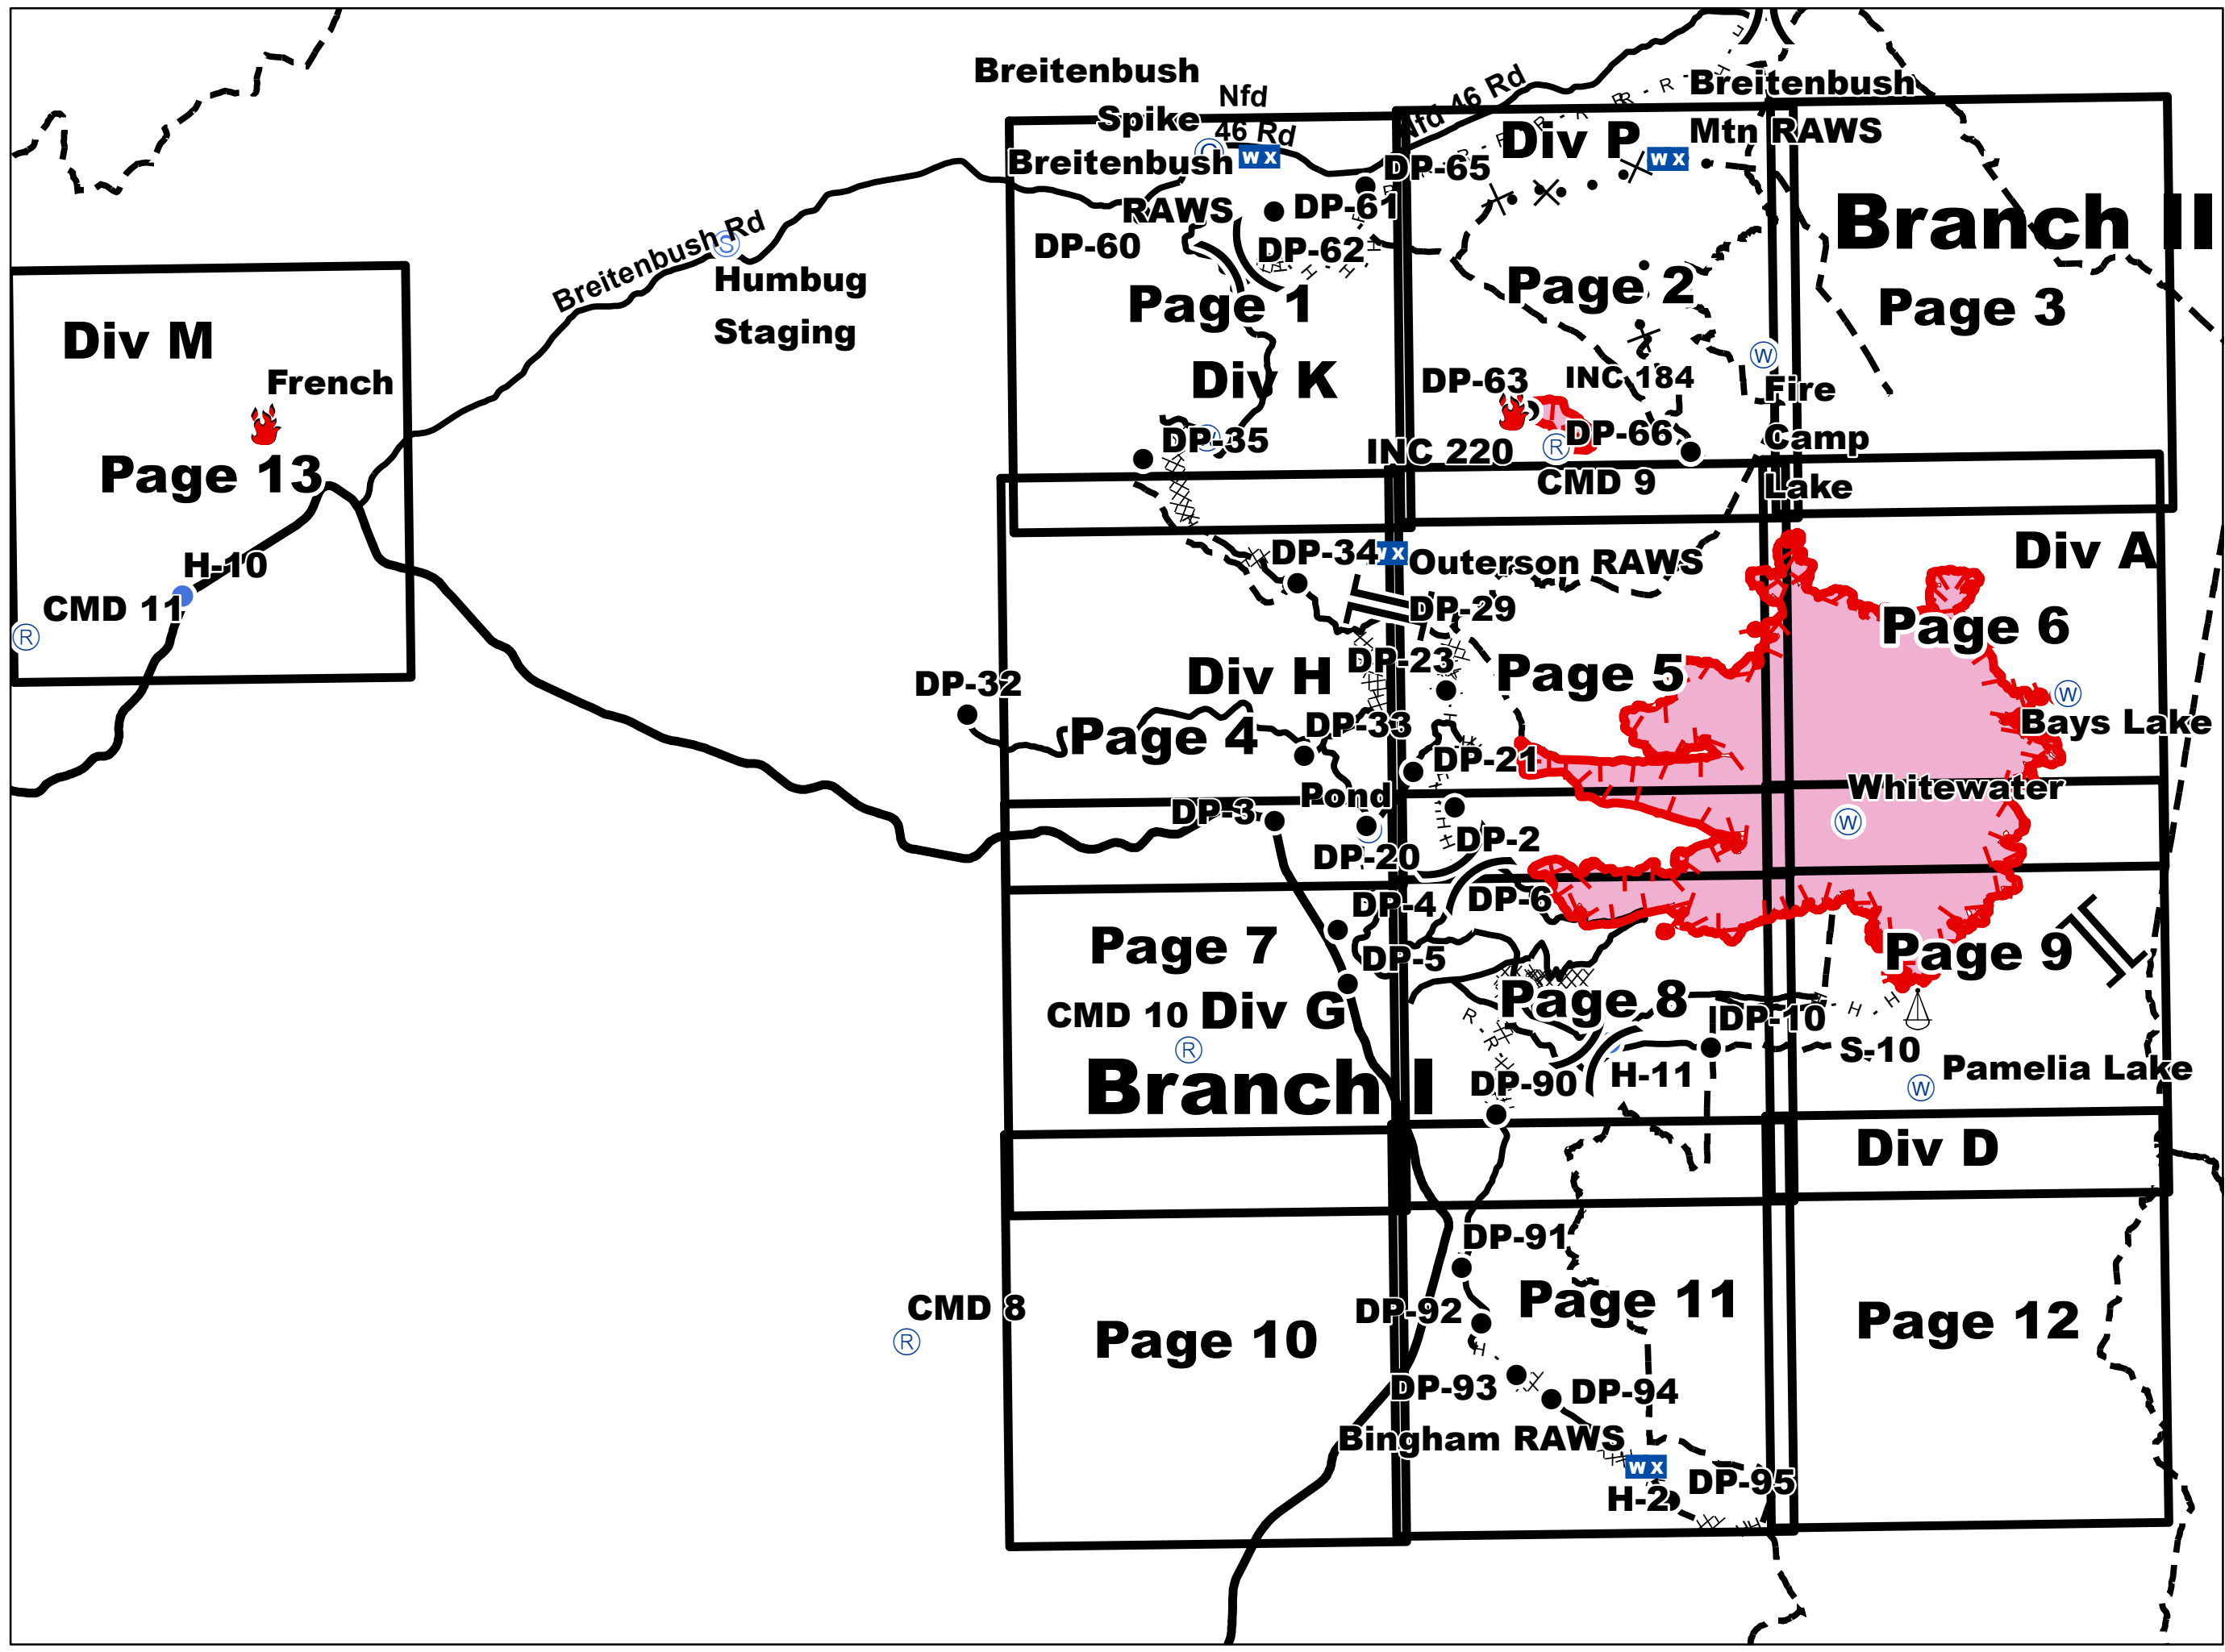 Breitenbush
Spike
Nfd
46 Rd
Nfd 46 Rd
Breitenbush
Mtn RAWS
Div P
WX
WX
Breitenbush
RAWS
DP-65
DP-61
DP-60
DP-62
Branch II
Breitenbush Rd
S
Humbug
Staging
Page 1
Page 2
Page 3
Div M
French
Div K
DP-63
INC 184
W
Fire
Camp
Lake
DP-35
INC 220
R
DP-66
CMD 9
Page 13
H-10
CMD 11
R
DP-34
WX
Outerson RAWS
Div A
DP-29
Page 6
DP-23
Div H
Page 5
DP-32
W
Bays Lake
Page 4
DP-33
DP-21
Pond
Whitewater
W
DP-3
DP-2
DP-20
DP-4
DP-6
Page 7
DP-5
Page 9
CMD 10
Div G
Page 8
DP-10
R
S-10
Branch I
DP-90
H-11
Pamelia Lake
W
Div D
DP-91
CMD 8
R
DP-92
Page 11
Page 10
Page 12
DP-93
DP-94
Bingham RAWS
WX
DP-95
H-2